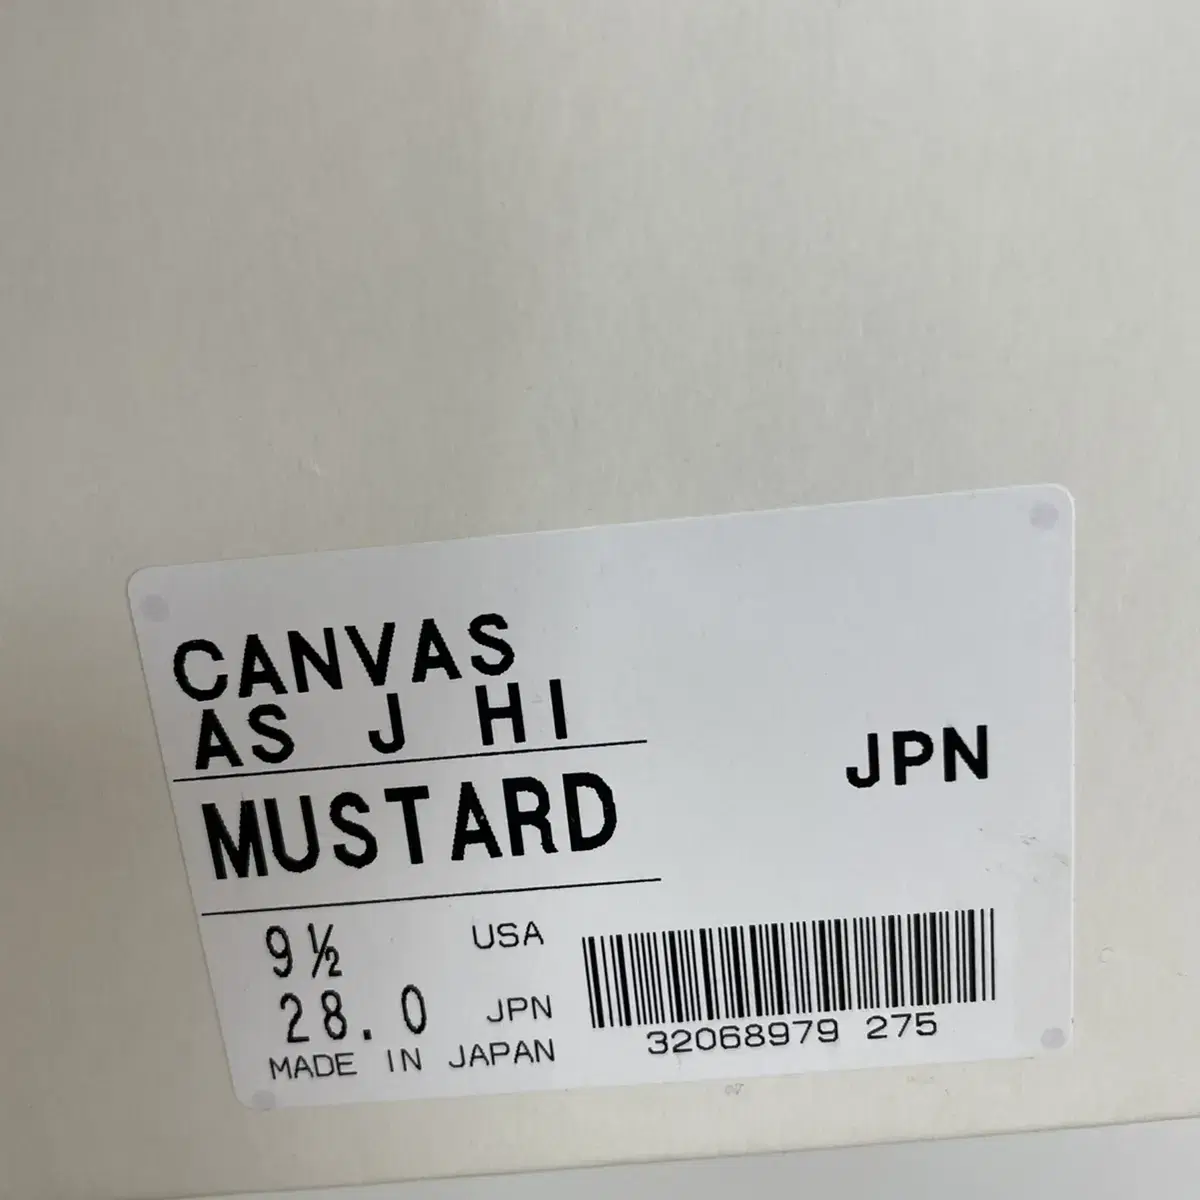 CANVAS
AS J HI
JPN
MUSTARD
9½ USA
28.0 JPN
MADE IN JAPAN
32068979 275